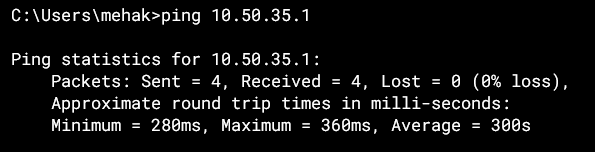 C:\Users\mehak>ping 10.50.35.1
Ping statistics for 10.50.35.1:
Packets: Sent = 4, Received = 4, Lost = 0 (0% loss),
Approximate round trip times in milli-seconds:
Minimum = 280ms, Maximum = 360ms, Average = 300s